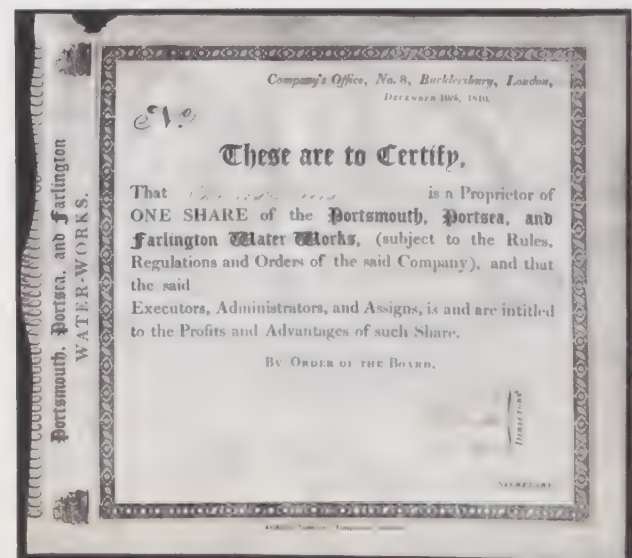 Portsmouth, Portsea, and Farlington
WATER-WORKS.
Company's Office, No. 8, Bucklersbury, London,
DECEMBER 10th, 1810.
No.
These are to Certify,
That is a Proprietor of
ONE SHARE of the Portsmouth, Portsea, and
Farlington Water Works, (subject to the Rules,
Regulations and Orders of the said Company), and that
the said
Executors, Administrators, and Assigns, is and are intitled
to the Profits and Advantages of such Share.
BY ORDER OF THE BOARD,
DIRECTORS
SECRETARY